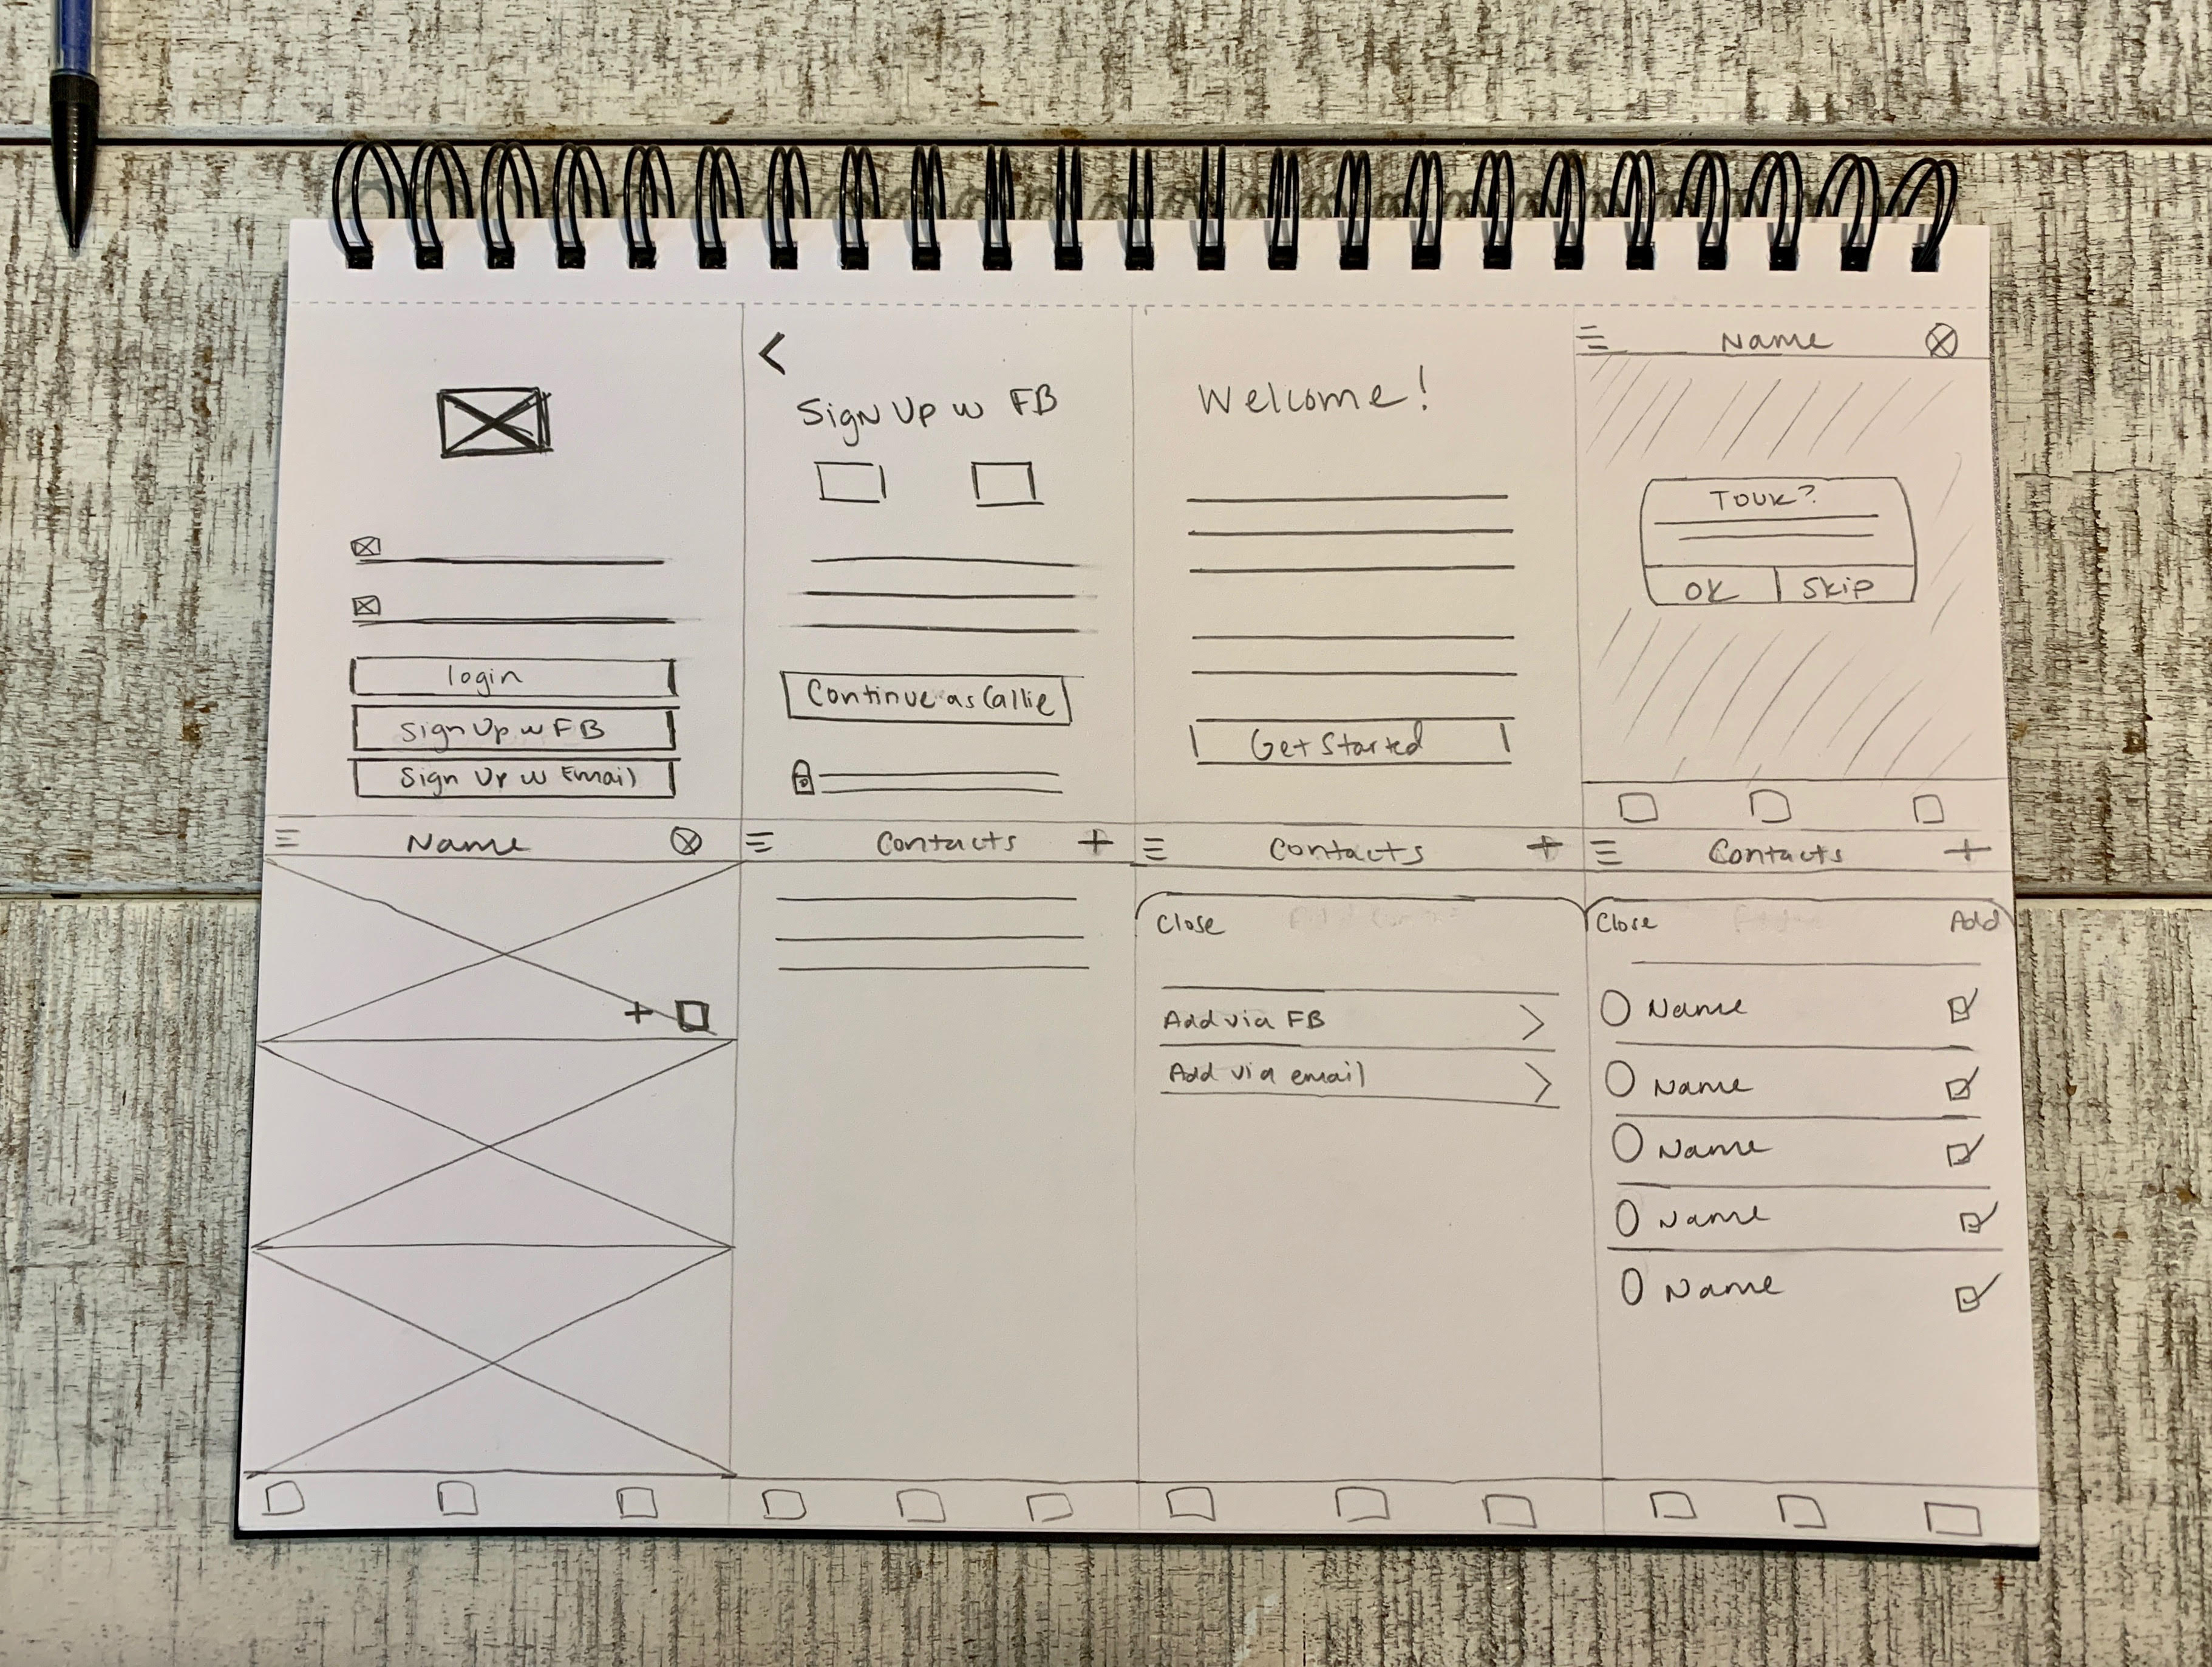 login
Sign Up w FB
Sign Up w Email
Sign Up w FB
Continue as Callie
Welcome!
Get Started
Name
TOUR?
OK Skip
Name
Contacts +
Contacts +
Close
Add via FB
Add via email
Contacts +
Close Add
Name
Name
Name
Name
Name